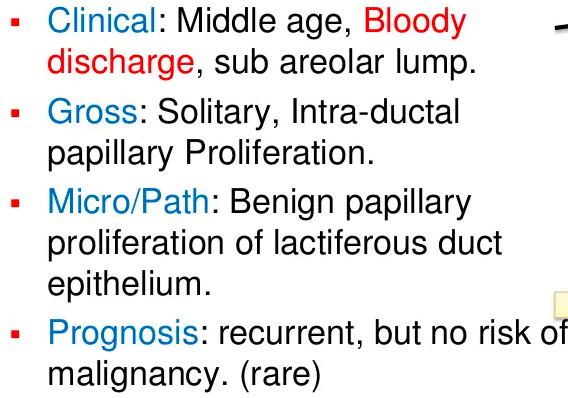 ▪ Clinical: Middle age, Bloody
discharge, sub areolar lump.
▪ Gross: Solitary, Intra-ductal
papillary Proliferation.
▪ Micro/Path: Benign papillary
proliferation of lactiferous duct
epithelium.
▪ Prognosis: recurrent, but no risk of
malignancy. (rare)